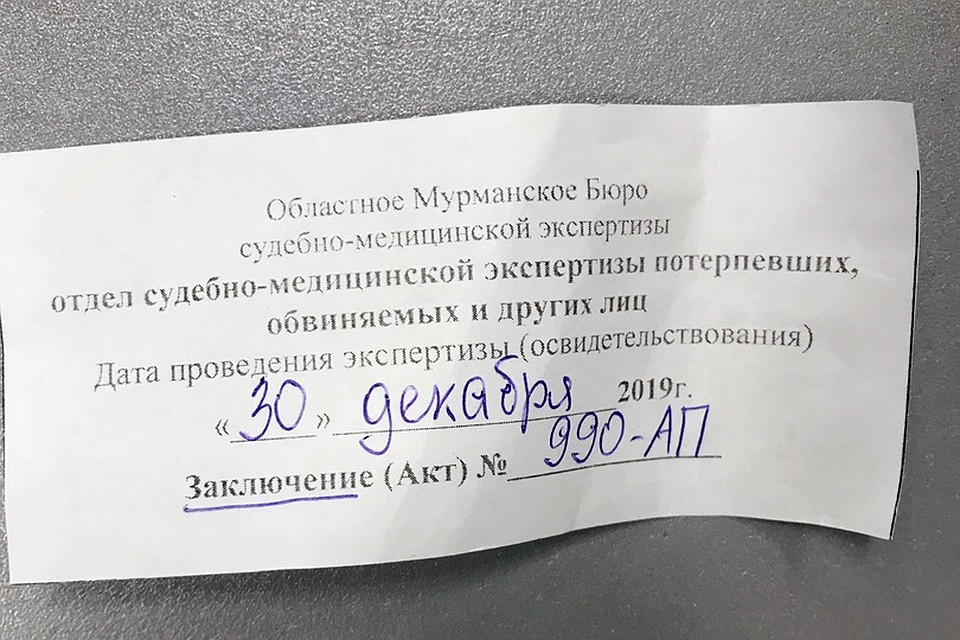 Областное Мурманское Бюро
судебно-медицинской экспертизы
отдел судебно-медицинской экспертизы потерпевших,
обвиняемых и других лиц
Дата проведения экспертизы (освидетельствования)
«30» декабря 2019г.
Заключение (Акт) № 990-АП